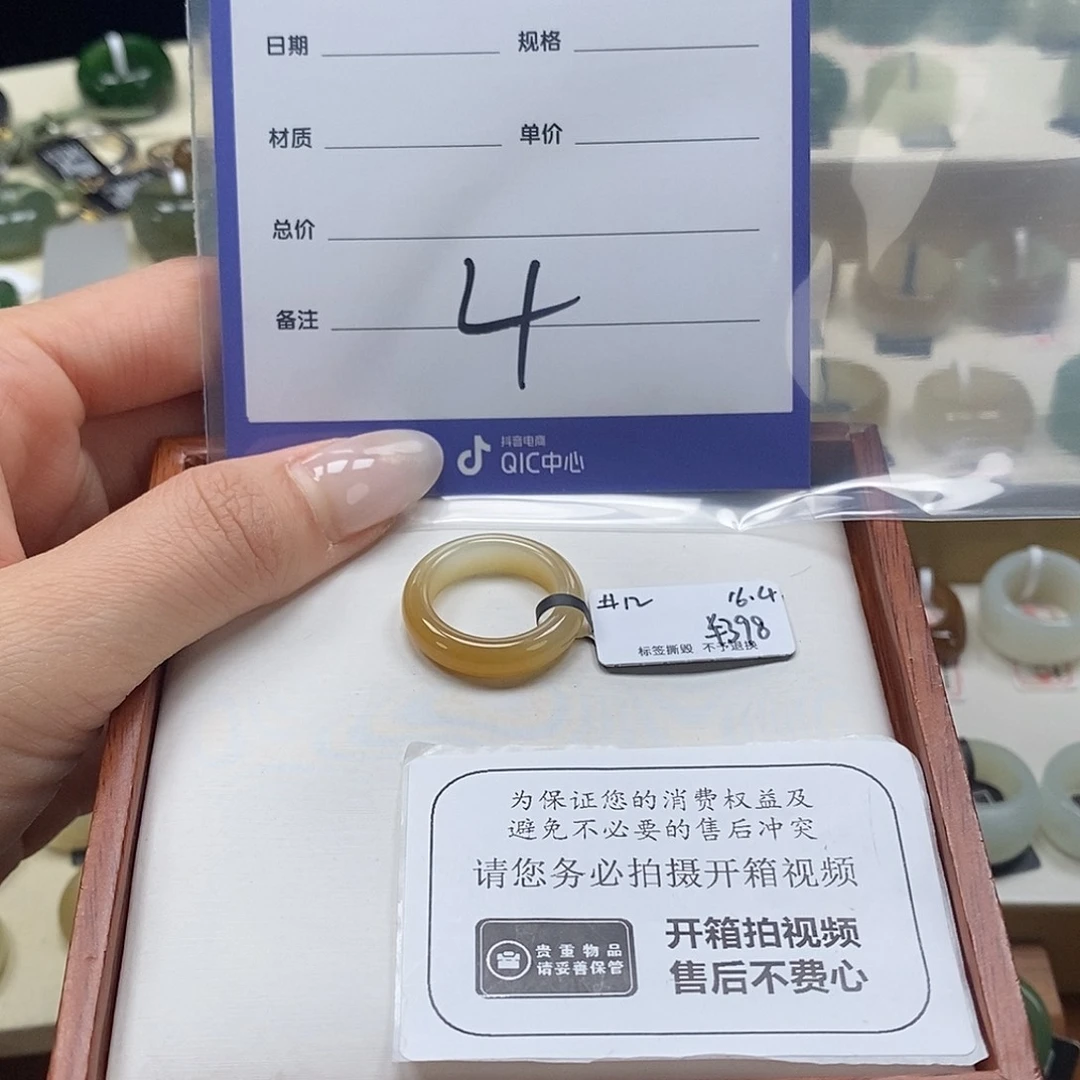 日期 规格
材质 单价
总价
备注 4
抖音电商
QIC中心
#12 16.4
¥398
标签撕毁 不予退换
为保证您的消费权益及
避免不必要的售后冲突
请您务必拍摄开箱视频
贵重物品
请妥善保管
开箱拍视频
售后不费心